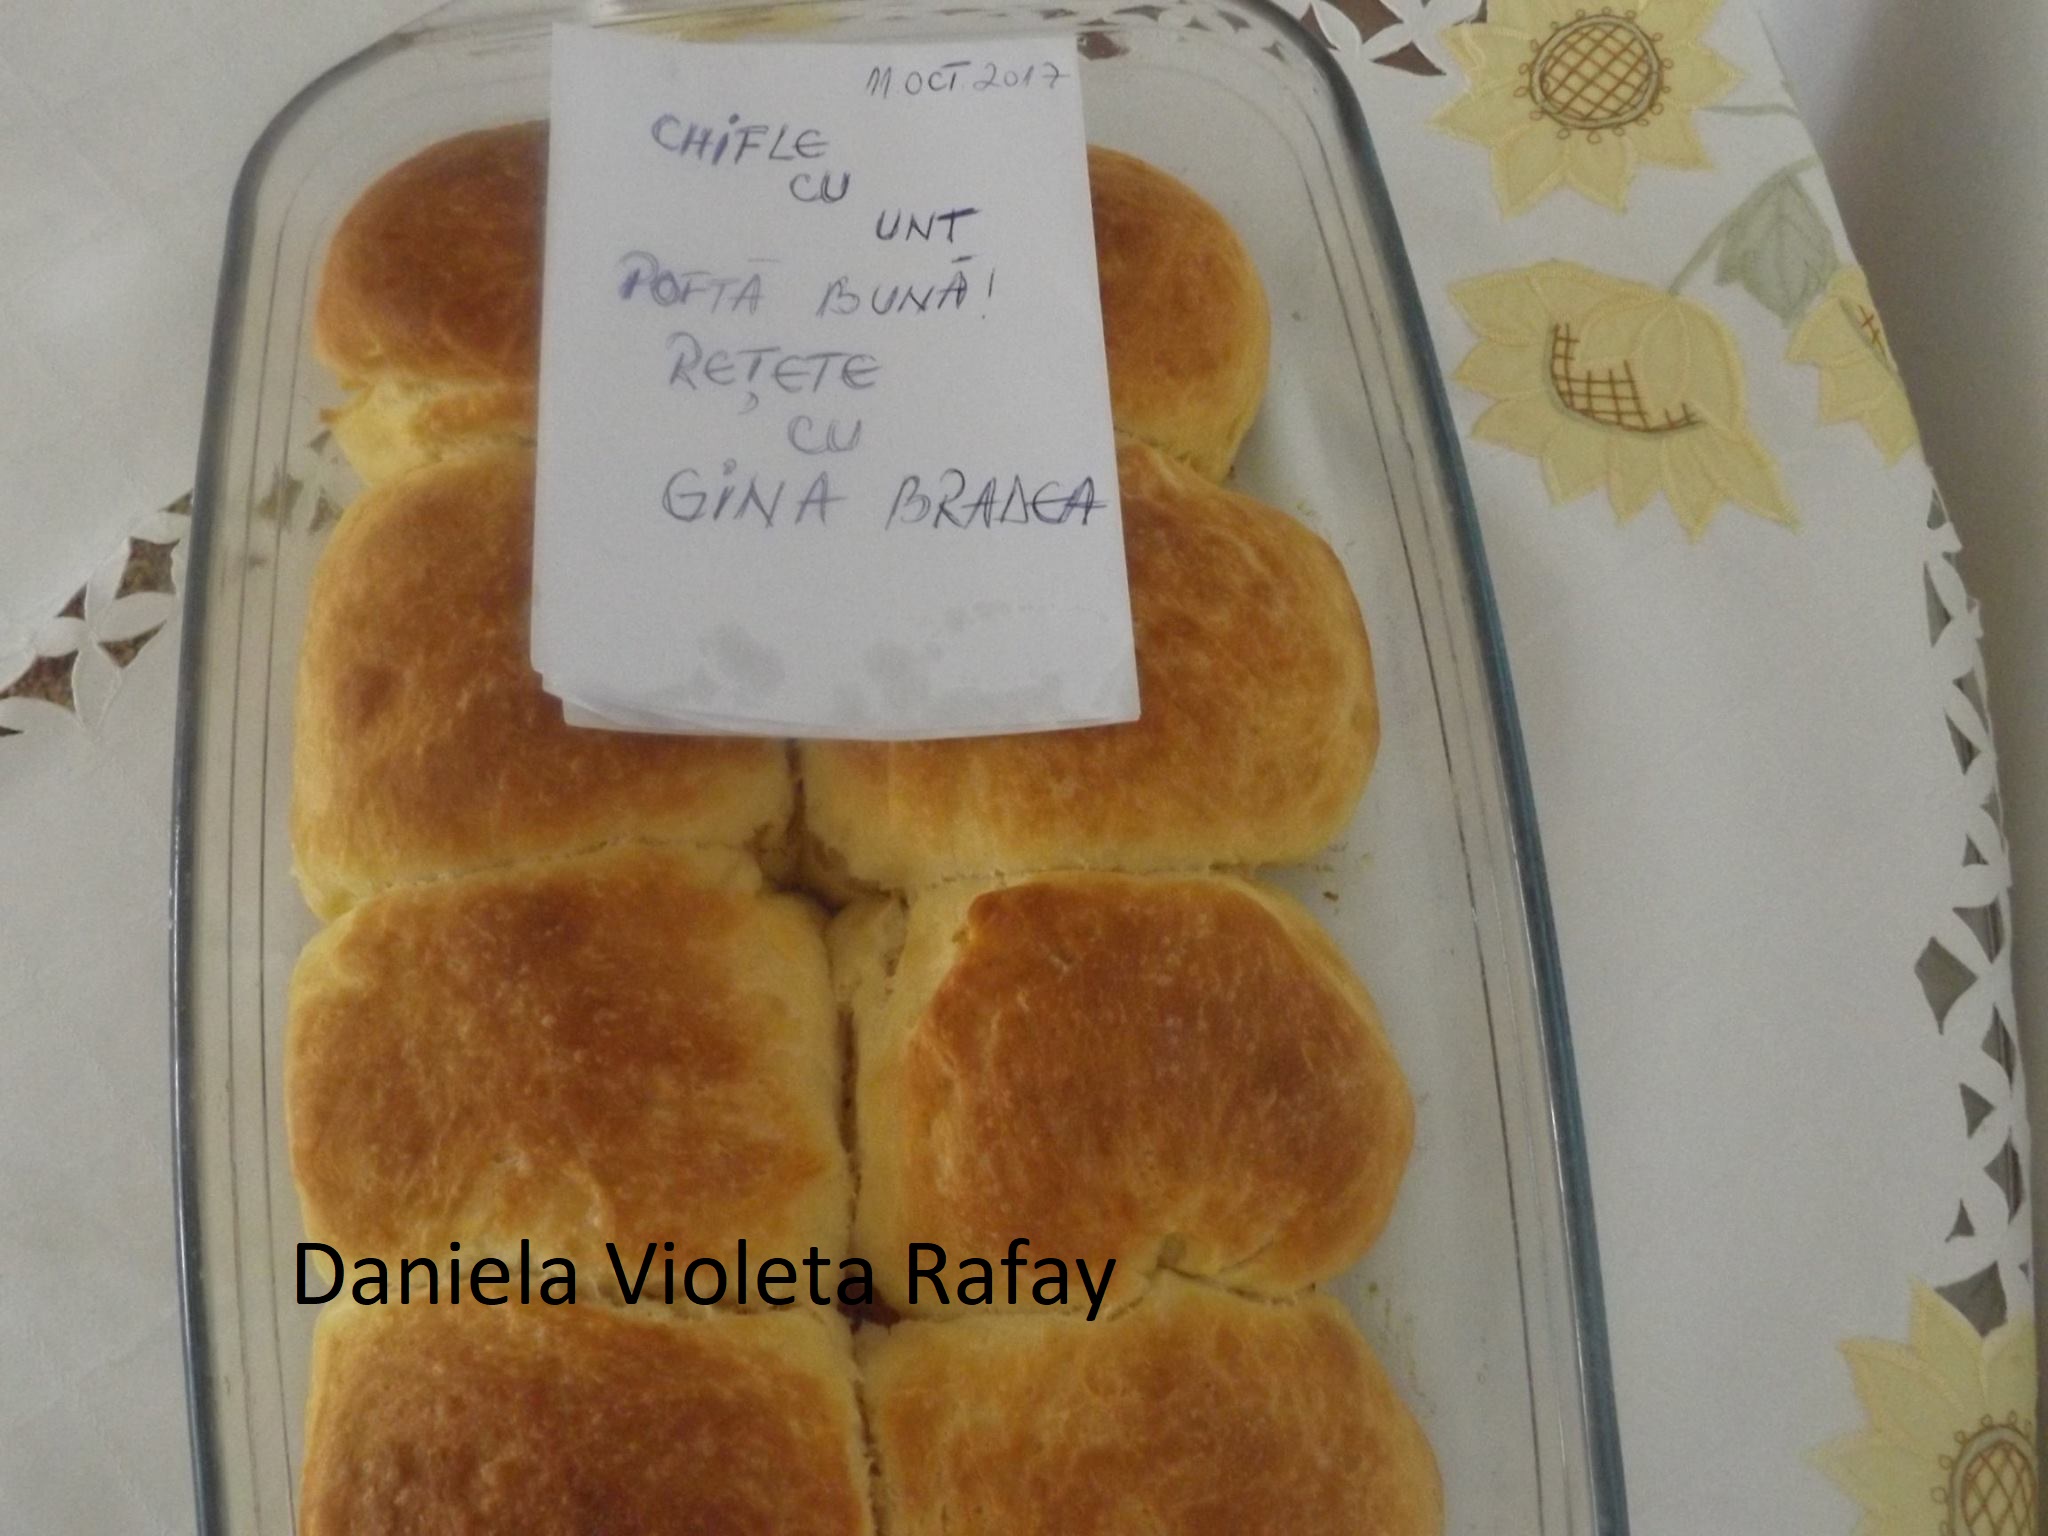 11 OCT. 2017
CHiFLE
CU
UNT
POFTĂ BUNĂ!
REȚETE
CU
GiNA BRADEA
Daniela Violeta Rafay